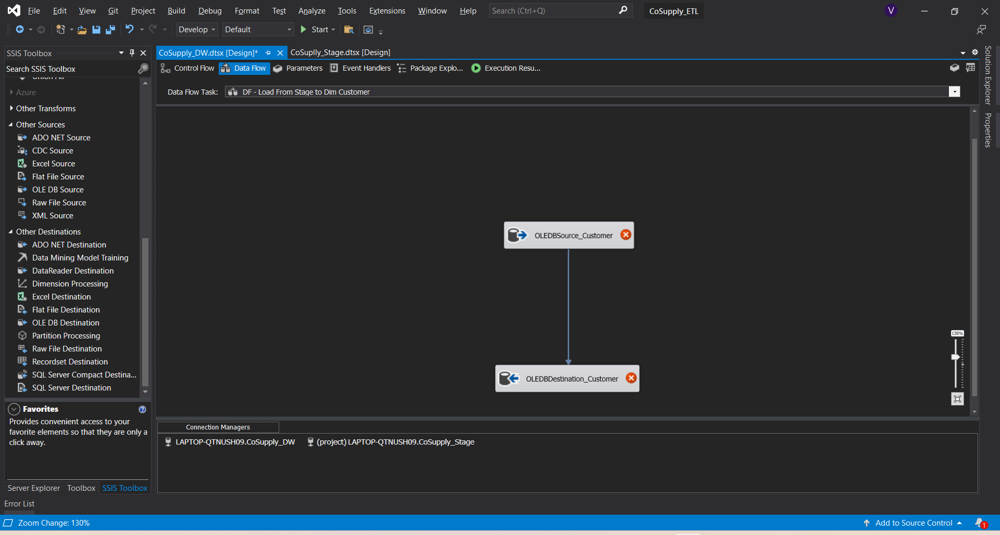 File Edit View Git Project Build Debug Format Test Analyze Tools Extensions Window Help Search (Ctrl+Q) CoSupply_ETL V
Develop Default Start
SSIS Toolbox
Search SSIS Toolbox
Union All
Azure
Other Transforms
Other Sources
ADO NET Source
CDC Source
Excel Source
Flat File Source
OLE DB Source
Raw File Source
XML Source
Other Destinations
ADO NET Destination
Data Mining Model Training
DataReader Destination
Dimension Processing
Excel Destination
Flat File Destination
OLE DB Destination
Partition Processing
Raw File Destination
Recordset Destination
SQL Server Compact Destina...
SQL Server Destination
Favorites
Provides convenient access to your
favorite elements so that they are only a
click away.
Server Explorer Toolbox SSIS Toolbox
CoSupply_DW.dtsx [Design]* CoSuplly_Stage.dtsx [Design]
Control Flow Data Flow Parameters Event Handlers Package Explo... Execution Resu...
Data Flow Task: DF - Load From Stage to Dim Customer
OLEDBSource_Customer
OLEDBDestination_Customer
130%
Connection Managers
LAPTOP-QTNUSH09.CoSupply_DW (project) LAPTOP-QTNUSH09.CoSupply_Stage
Solution Explorer
Properties
Error List
Zoom Change: 130% Add to Source Control 1